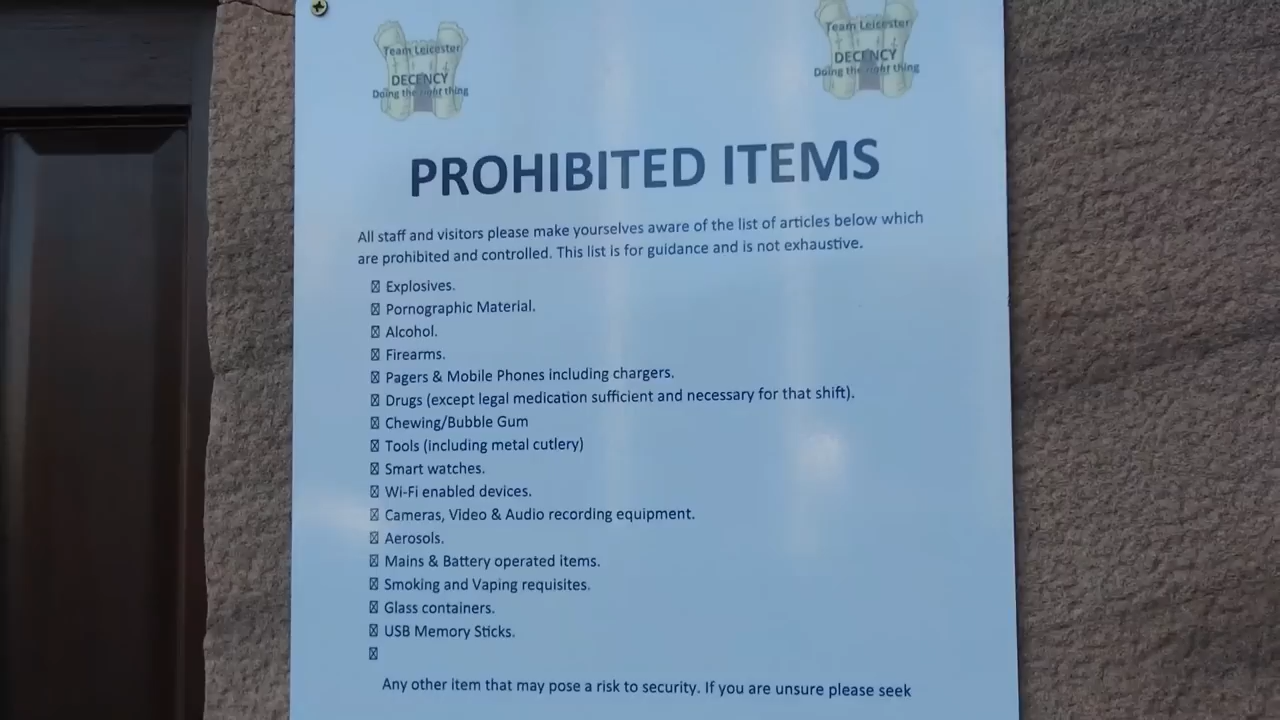 Team Leicester
DECENCY
Doing the right thing
Team Leicester
DECENCY
Doing the right thing
PROHIBITED ITEMS
All staff and visitors please make yourselves aware of the list of articles below which
are prohibited and controlled. This list is for guidance and is not exhaustive.
Explosives.
Pornographic Material.
Alcohol.
Firearms.
Pagers & Mobile Phones including chargers.
Drugs (except legal medication sufficient and necessary for that shift).
Chewing/Bubble Gum
Tools (including metal cutlery)
Smart watches.
Wi-Fi enabled devices.
Cameras, Video & Audio recording equipment.
Aerosols.
Mains & Battery operated items.
Smoking and Vaping requisites.
Glass containers.
USB Memory Sticks.
Any other item that may pose a risk to security. If you are unsure please seek